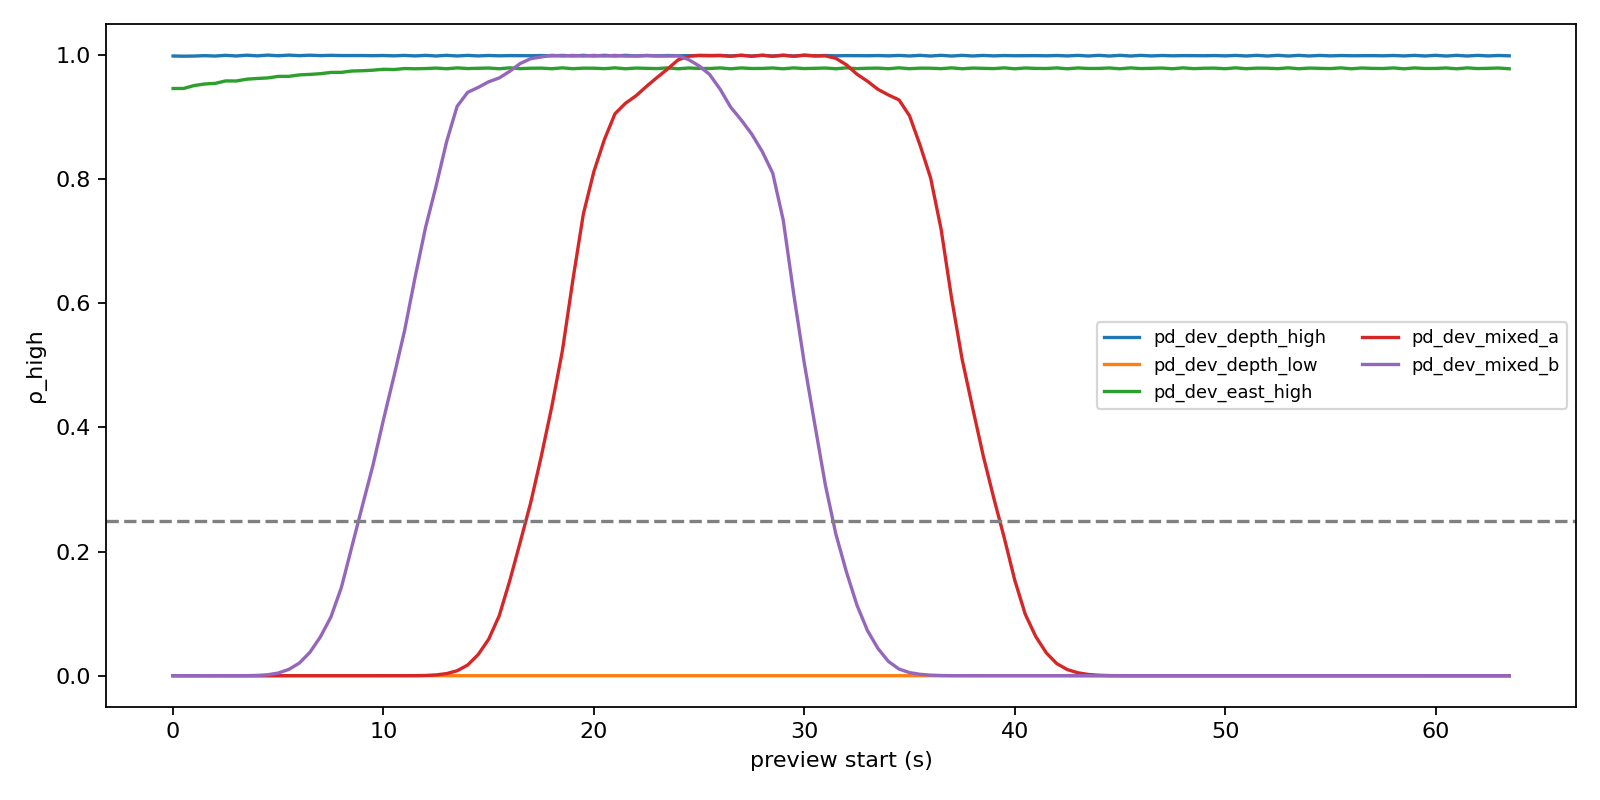 1.0
0.8
0.6
0.4
0.2
0.0
ρ_high
pd_dev_depth_high
pd_dev_depth_low
pd_dev_east_high
pd_dev_mixed_a
pd_dev_mixed_b
0 10 20 30 40 50 60
preview start (s)